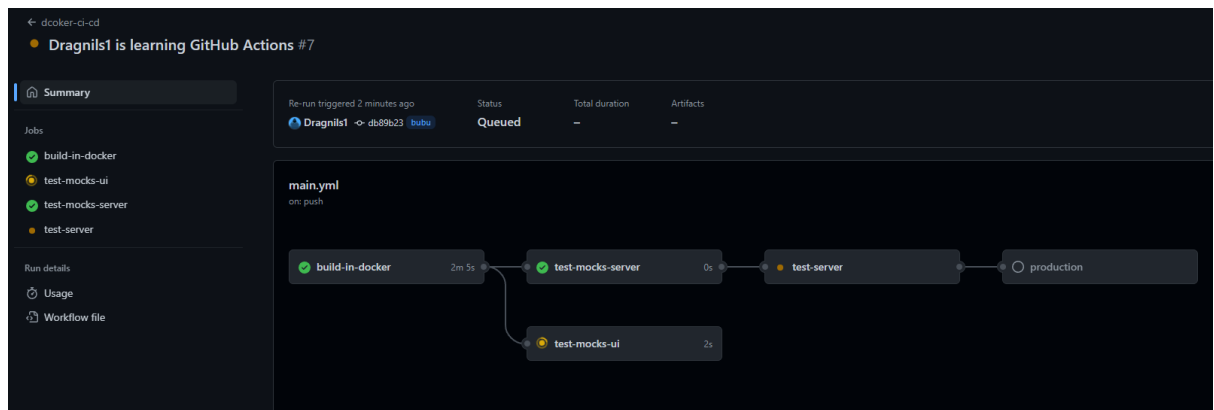 ← dcoker-ci-cd
Dragnils1 is learning GitHub Actions #7
Summary
Jobs
build-in-docker
test-mocks-ui
test-mocks-server
test-server
Run details
Usage
Workflow file
Re-run triggered 2 minutes ago
Dragnils1 db89b23 bubu
Status
Queued
Total duration
–
Artifacts
–
main.yml
on: push
build-in-docker 2m 5s
test-mocks-server 0s
test-server
production
test-mocks-ui 2s